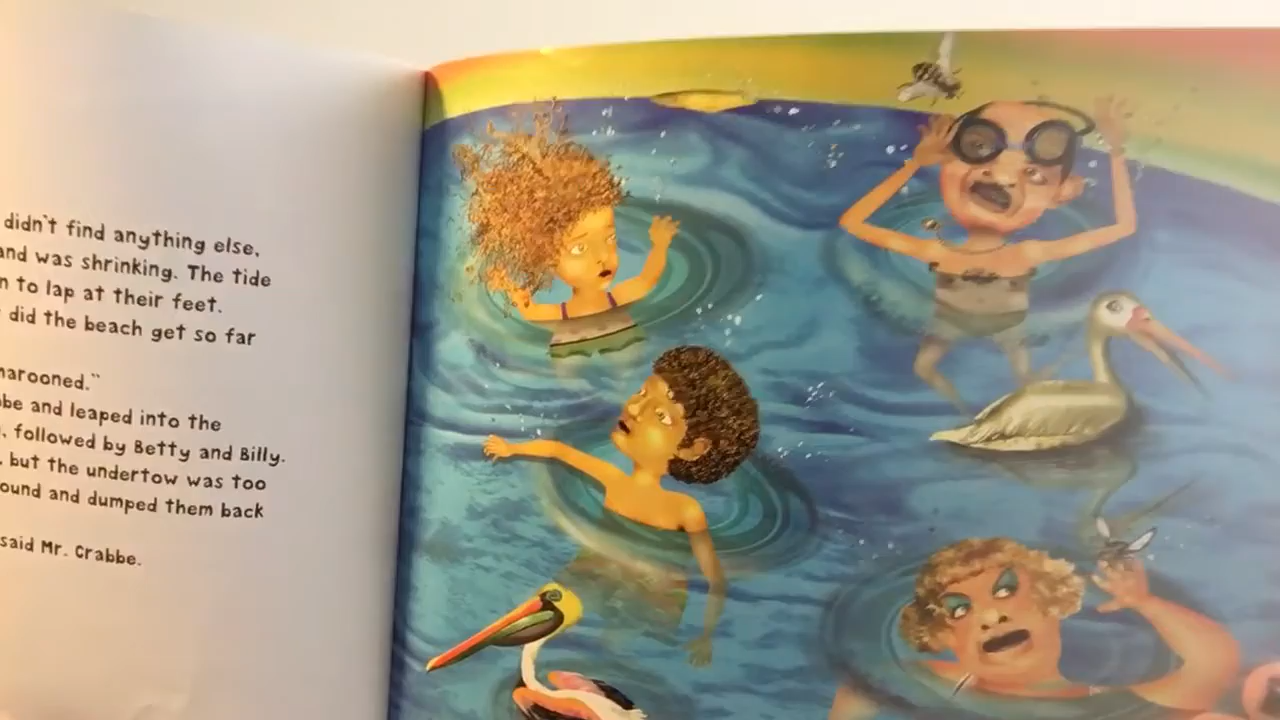 didn't find anything else,
and was shrinking. The tide
to lap at their feet.
did the beach get so far
and leaped into the
followed by Betty and Billy.
but the undertow was too
and dumped them back
said Mr. Crabbe.